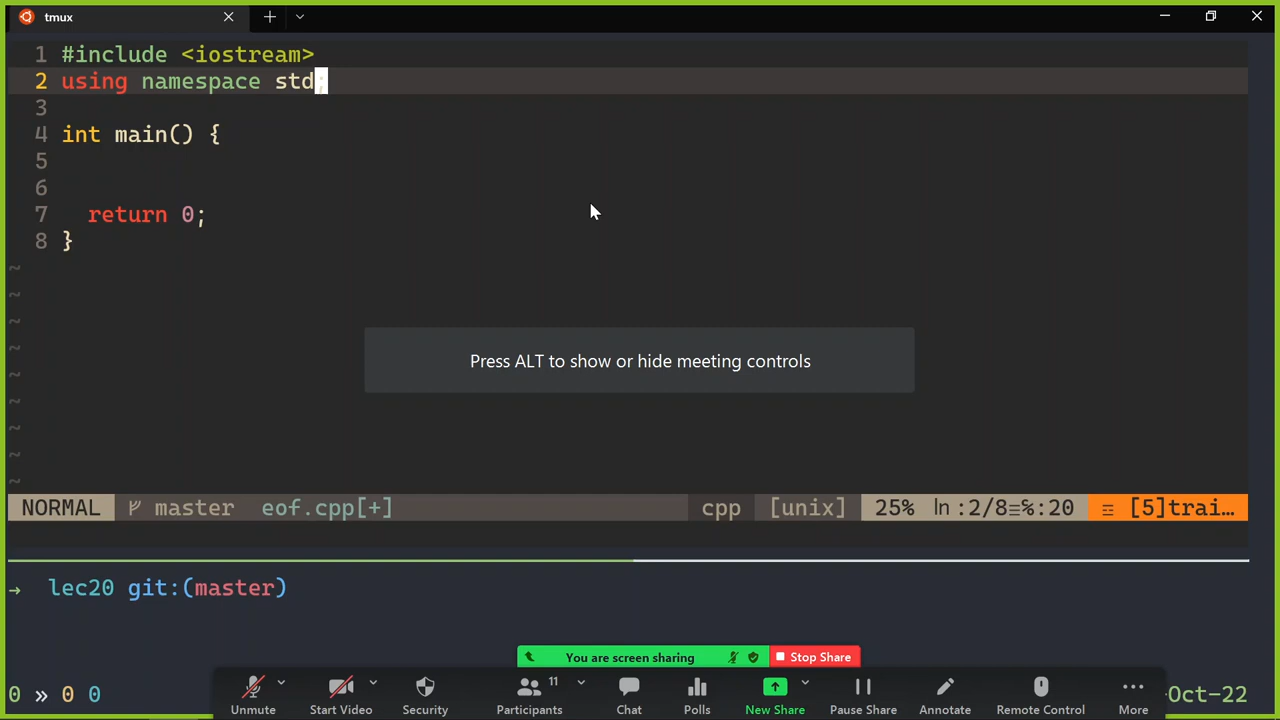 tmux
1 #include <iostream>
2 using namespace std;
3
4 int main() {
5
6
7 return 0;
8 }
~
~
~
~
~
~
~
~
~
Press ALT to show or hide meeting controls
NORMAL master eof.cpp[+] cpp [unix] 25% ln :2/8≡%:20 ☲ [5]trai…
→ lec20 git:(master)
You are screen sharing Stop Share
0 » 0 0 -Oct-22
11
Unmute Start Video Security Participants Chat Polls New Share Pause Share Annotate Remote Control More